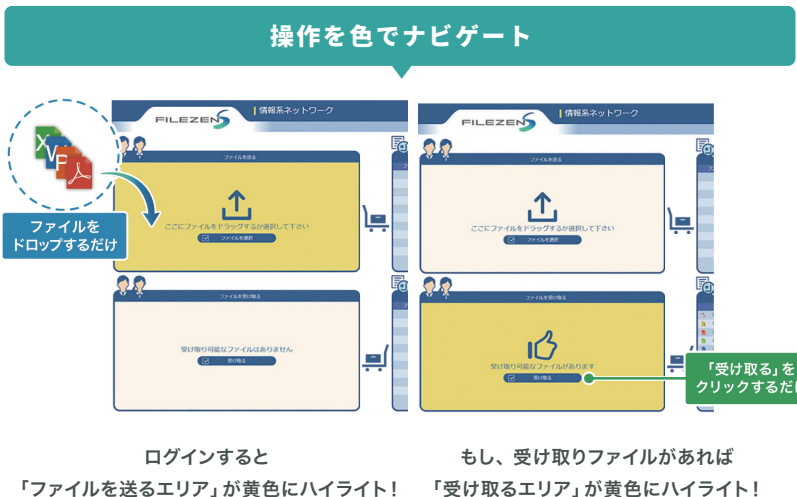 操作を色でナビゲート
FILEZEN S
情報系ネットワーク
ファイルを送る
ここにファイルをドラッグするか選択して下さい
ファイルを選択
ファイルを
ドロップするだけ
ファイルを受け取る
受け取り可能なファイルはありません
受け取る
FILEZEN S
情報系ネットワーク
ファイルを送る
ここにファイルをドラッグするか選択して下さい
ファイルを選択
ファイルを受け取る
受け取り可能なファイルがあります
受け取る
「受け取る」を
クリックするだけ
ログインすると
「ファイルを送るエリア」が黄色にハイライト！
もし、受け取りファイルがあれば
「受け取るエリア」が黄色にハイライト！